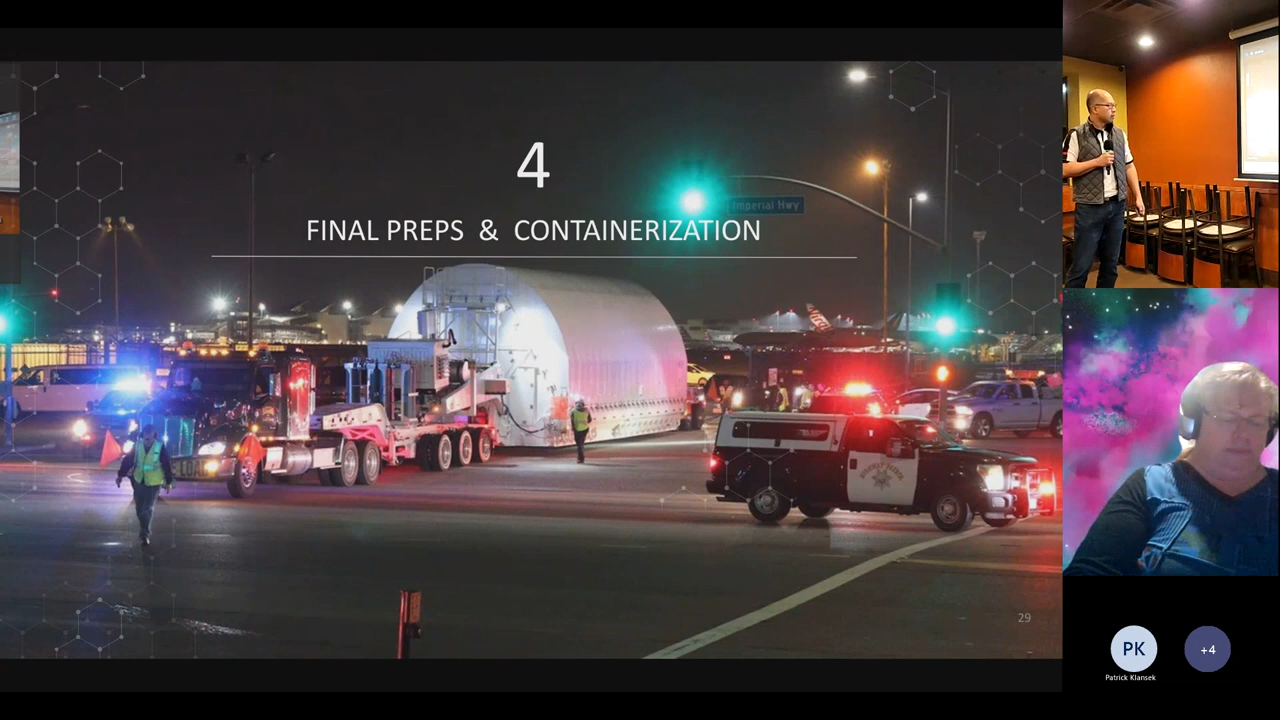 4
Imperial Hwy
FINAL PREPS & CONTAINERIZATION
29
PK
+4
Patrick Klansek